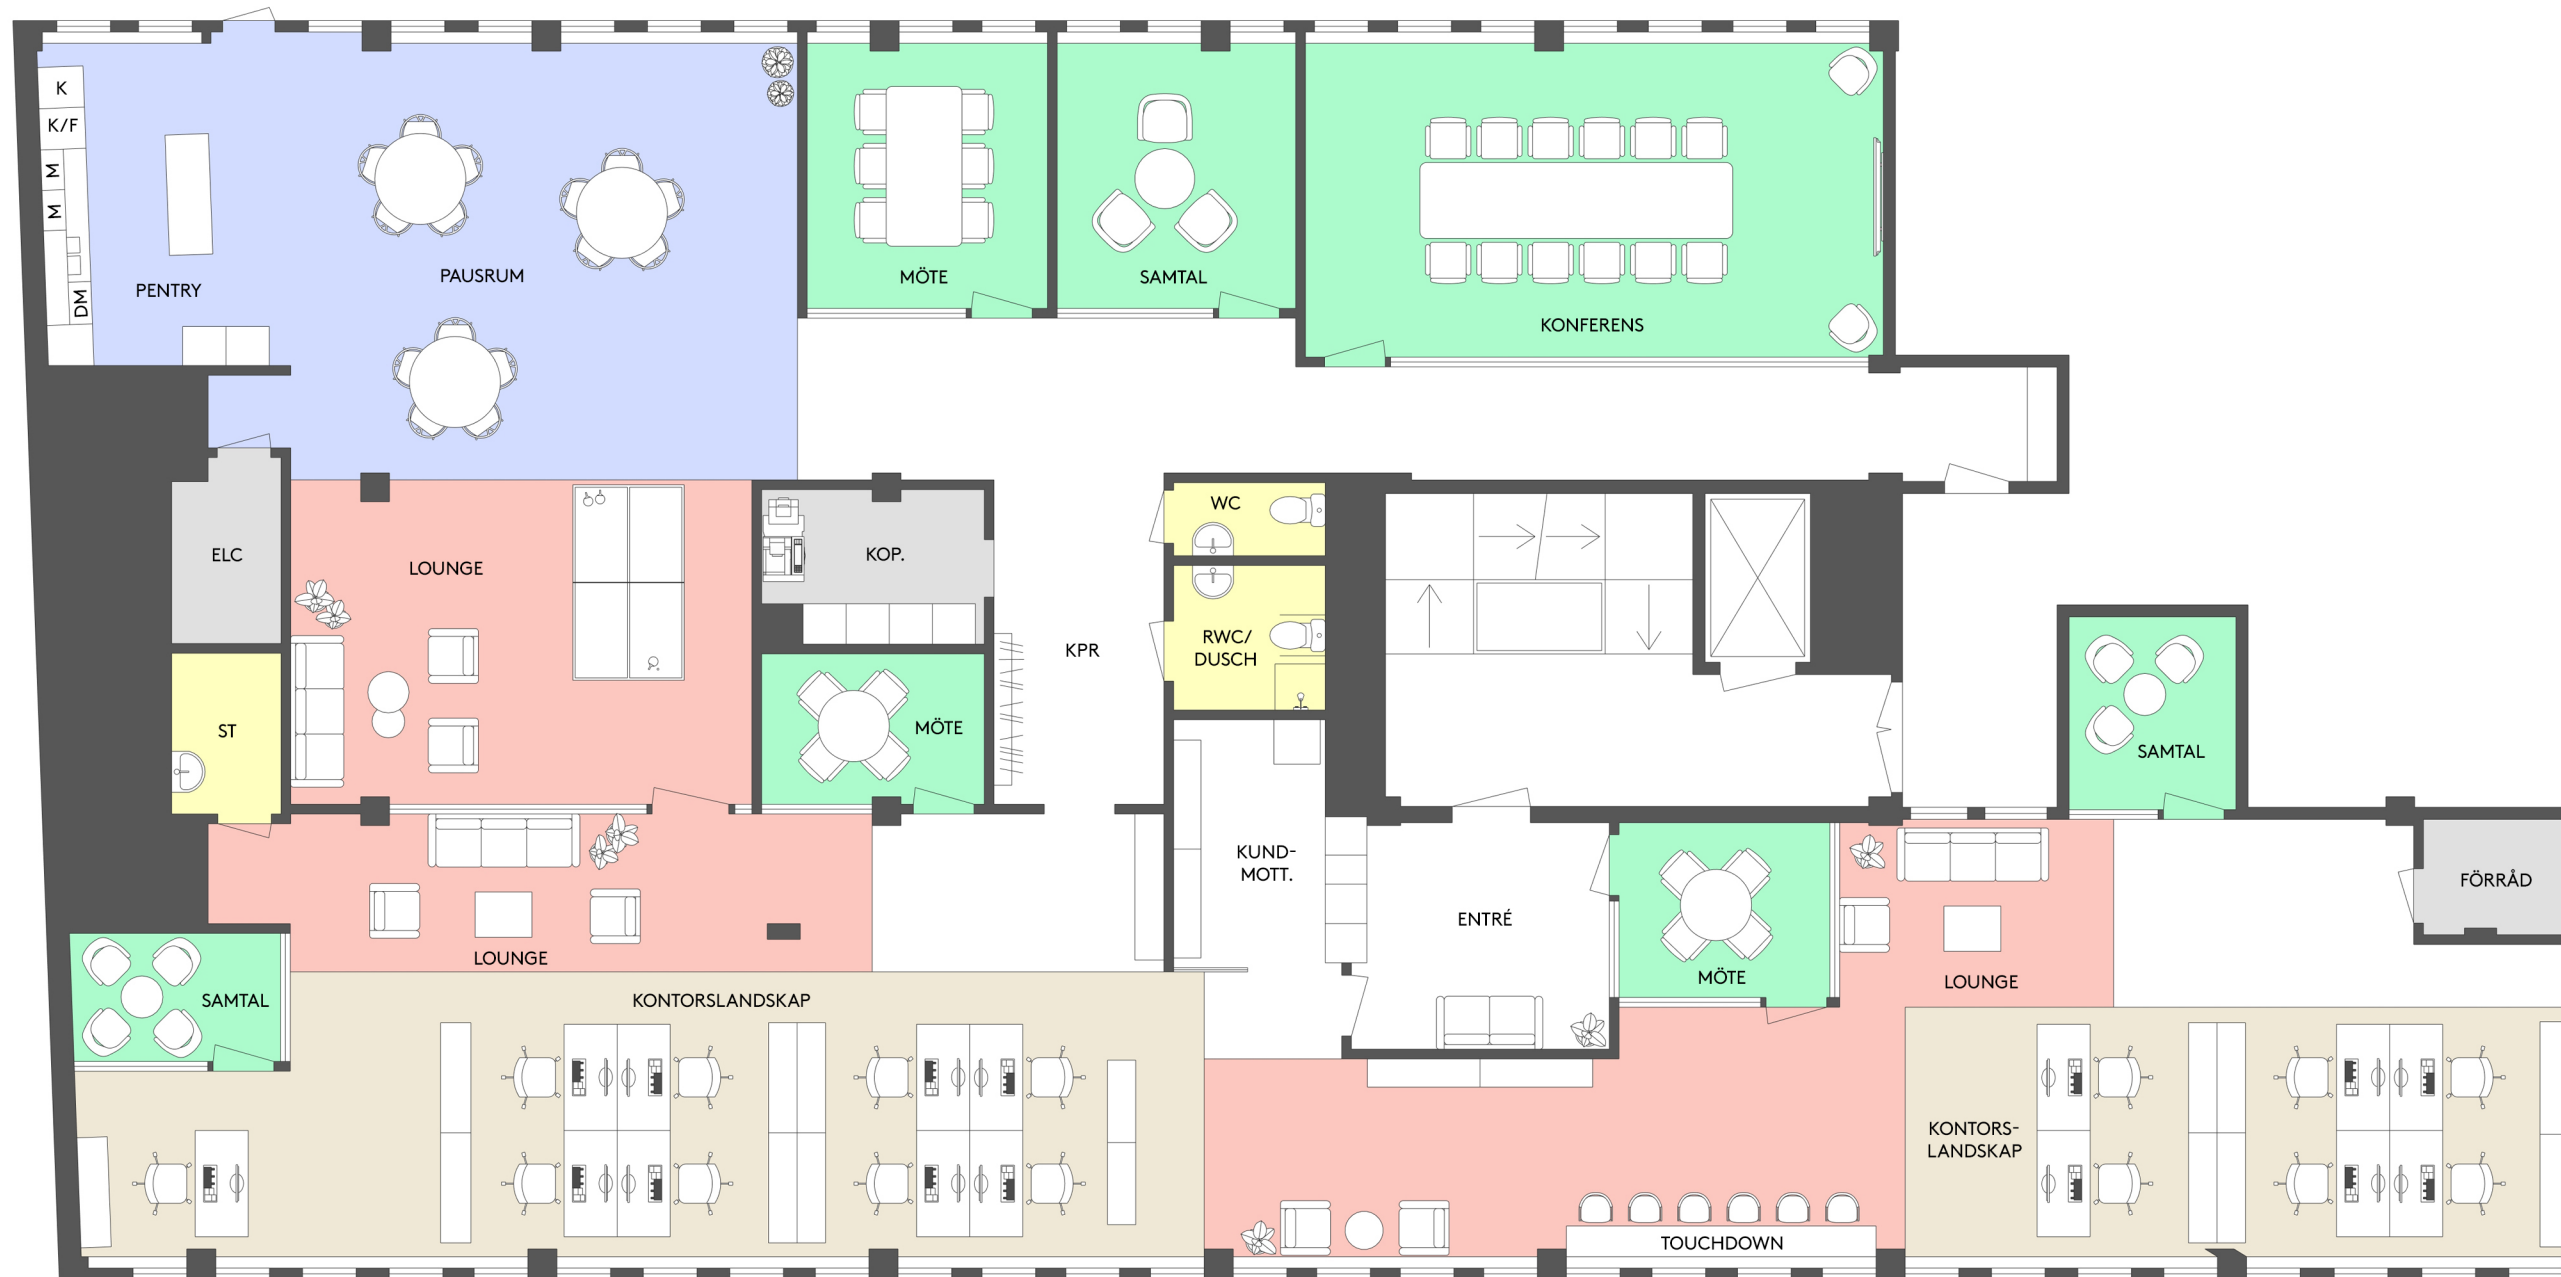 K
K/F
M
M
DM
PENTRY
PAUSRUM
MÖTE
SAMTAL
KONFERENS
ELC
LOUNGE
KOP.
WC
RWC/
DUSCH
KPR
ST
MÖTE
SAMTAL
KUND-
MOTT.
ENTRÉ
MÖTE
LOUNGE
FÖRRÅD
LOUNGE
SAMTAL
KONTORSLANDSKAP
KONTORS-
LANDSKAP
TOUCHDOWN